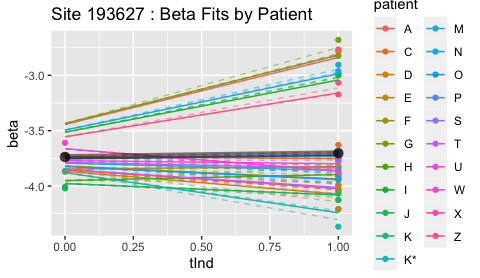 Site 193627 : Beta Fits by Patient
patient
beta
-3.0
-3.5
-4.0
0.00 0.25 0.50 0.75 1.00
tInd
A
C
D
E
F
G
H
I
J
K
K*
M
N
O
P
S
T
U
W
X
Z